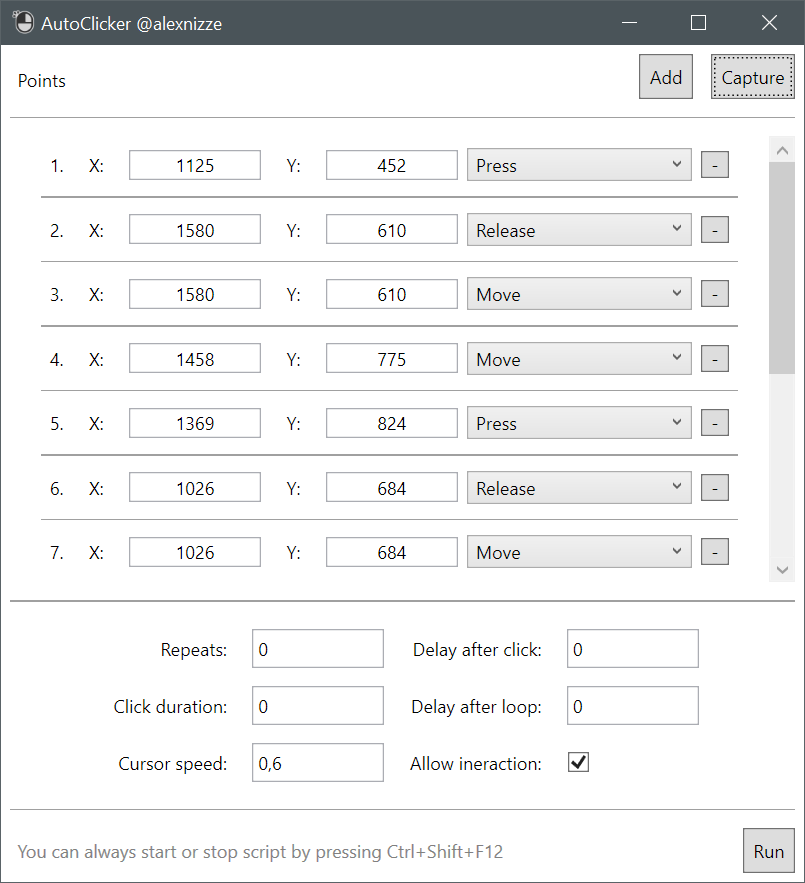 AutoClicker @alexnizze
Points Add Capture
1. X: 1125 Y: 452 Press -
2. X: 1580 Y: 610 Release -
3. X: 1580 Y: 610 Move -
4. X: 1458 Y: 775 Move -
5. X: 1369 Y: 824 Press -
6. X: 1026 Y: 684 Release -
7. X: 1026 Y: 684 Move -
Repeats: 0 Delay after click: 0
Click duration: 0 Delay after loop: 0
Cursor speed: 0,6 Allow ineraction:
You can always start or stop script by pressing Ctrl+Shift+F12 Run